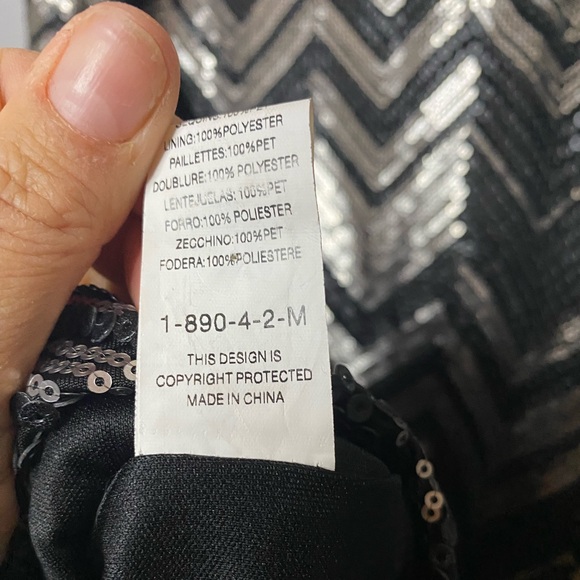 LINING:100%POLYESTER
PAILLETTES:100%PET
DOUBLURE:100% POLYESTER
LENTEJUELAS:100%PET
FORRO:100% POLIESTER
ZECCHINO:100%PET
FODERA:100%POLIESTERE
1-890-4-2-M
THIS DESIGN IS
COPYRIGHT PROTECTED
MADE IN CHINA